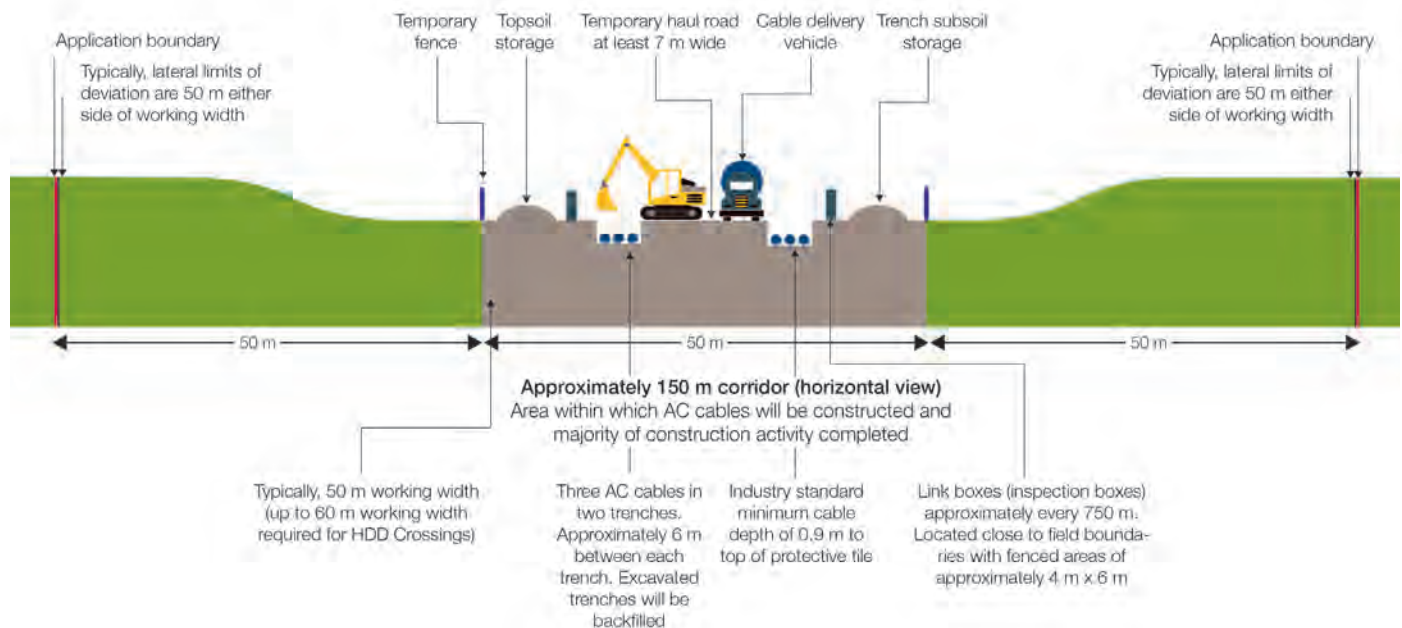 Application boundary
Typically, lateral limits of
deviation are 50 m either
side of working width
Temporary
fence
Topsoil
storage
Temporary haul road
at least 7 m wide
Cable delivery
vehicle
Trench subsoil
storage
Application boundary
Typically, lateral limits of
deviation are 50 m either
side of working width
50 m
50 m
50 m
Approximately 150 m corridor (horizontal view)
Area within which AC cables will be constructed and
majority of construction activity completed
Typically, 50 m working width
(up to 60 m working width
required for HDD Crossings)
Three AC cables in
two trenches.
Approximately 6 m
between each
trench. Excavated
trenches will be
backfilled
Industry standard
minimum cable
depth of 0.9 m to
top of protective tile
Link boxes (inspection boxes)
approximately every 750 m.
Located close to field bounda-
ries with fenced areas of
approximately 4 m x 6 m